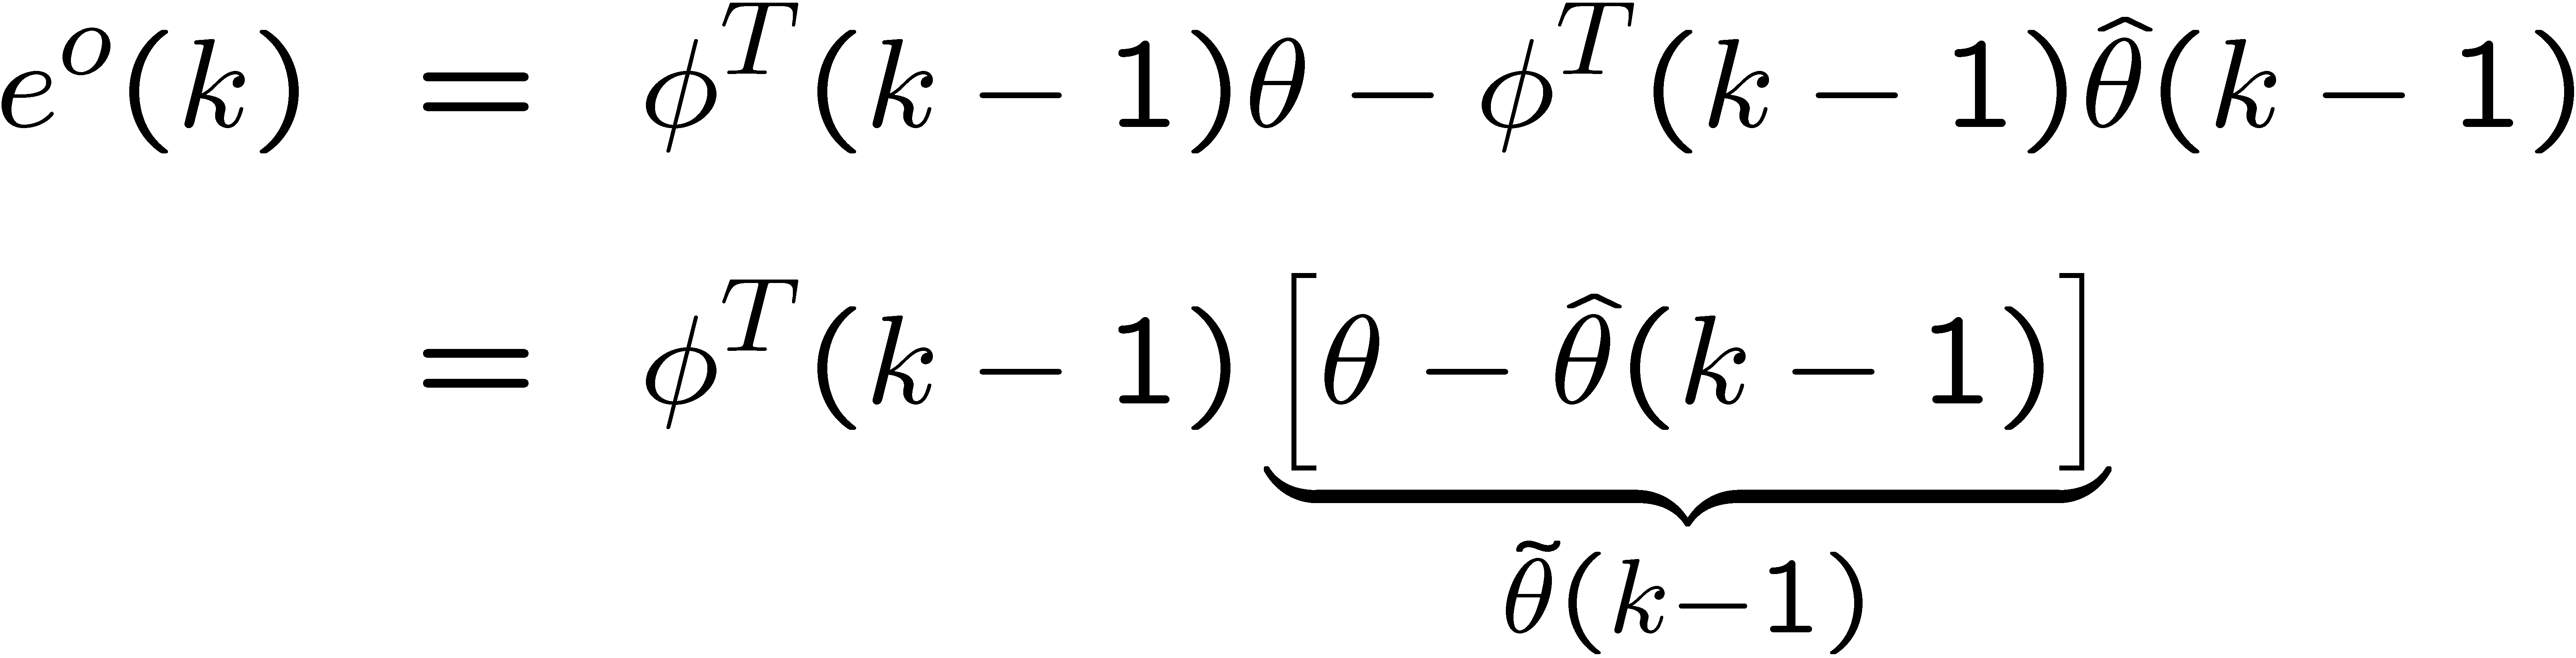 e^o(k) = ϕ^T(k − 1)θ − ϕ^T(k − 1)θ̂(k − 1)
= ϕ^T(k − 1) [θ − θ̂(k − 1)]
θ̃(k−1)